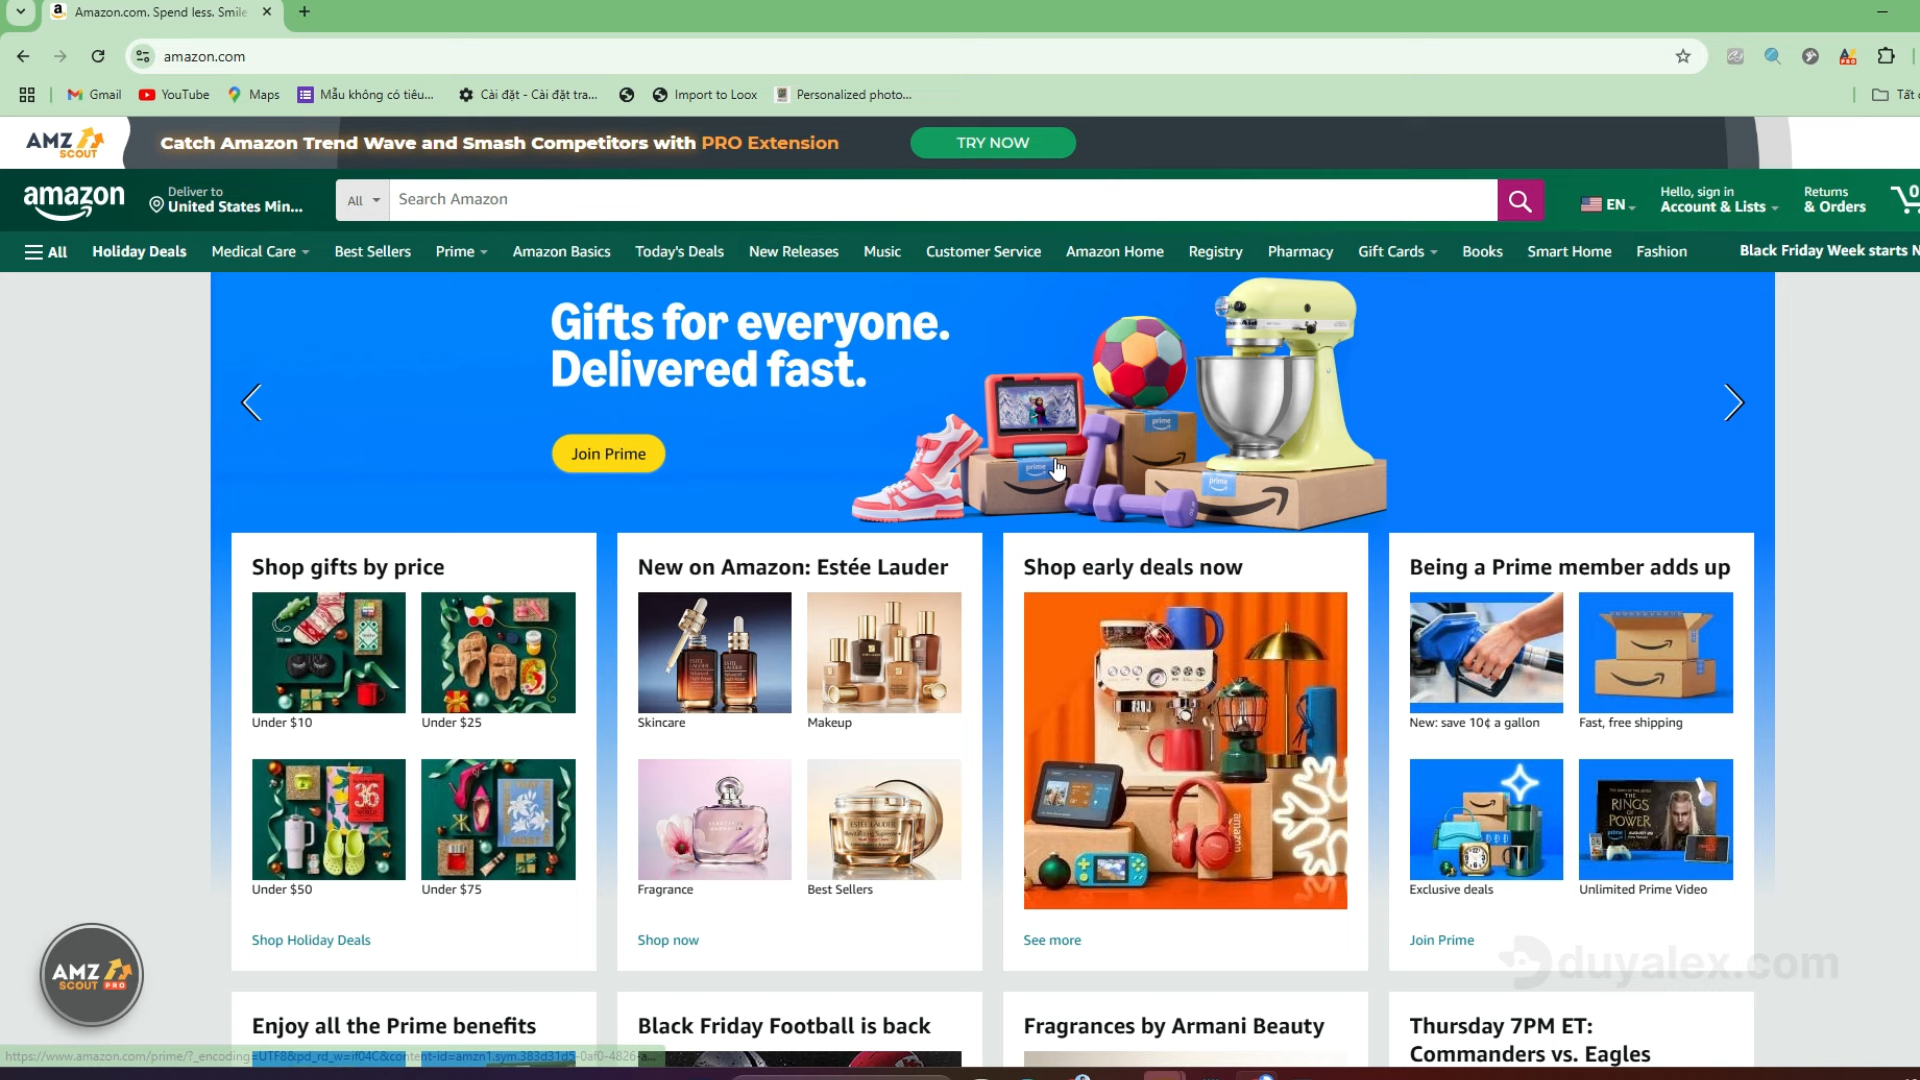 Amazon.com. Spend less. Smile
amazon.com
Gmail
YouTube
Maps
Mẫu không có tiêu...
Cài đặt - Cài đặt tra...
Import to Loox
Personalized photo...
AMZ SCOUT
Catch Amazon Trend Wave and Smash Competitors with PRO Extension
TRY NOW
amazon
Deliver to
United States Min...
All
Search Amazon
EN
Hello, sign in
Account & Lists
Returns
& Orders
0
All
Holiday Deals
Medical Care
Best Sellers
Prime
Amazon Basics
Today's Deals
New Releases
Music
Customer Service
Amazon Home
Registry
Pharmacy
Gift Cards
Books
Smart Home
Fashion
Black Friday Week starts N
Gifts for everyone.
Delivered fast.
Join Prime
prime
prime
prime
Shop gifts by price
Under $10
Under $25
Under $50
Under $75
Shop Holiday Deals
New on Amazon: Estée Lauder
Skincare
Makeup
Fragrance
Best Sellers
Shop now
Shop early deals now
amazon
See more
Being a Prime member adds up
New: save 10¢ a gallon
Fast, free shipping
THE
RINGS
OF
POWER
Exclusive deals
Unlimited Prime Video
Join Prime
duyalex.com
AMZ
SCOUT PRO
Enjoy all the Prime benefits
Black Friday Football is back
Fragrances by Armani Beauty
Thursday 7PM ET:
Commanders vs. Eagles
https://www.amazon.com/prime/?_encoding=UTF8&pd_rd_w=if04C&content-id=amzn1.sym.383d31d5-0af0-4826-a...